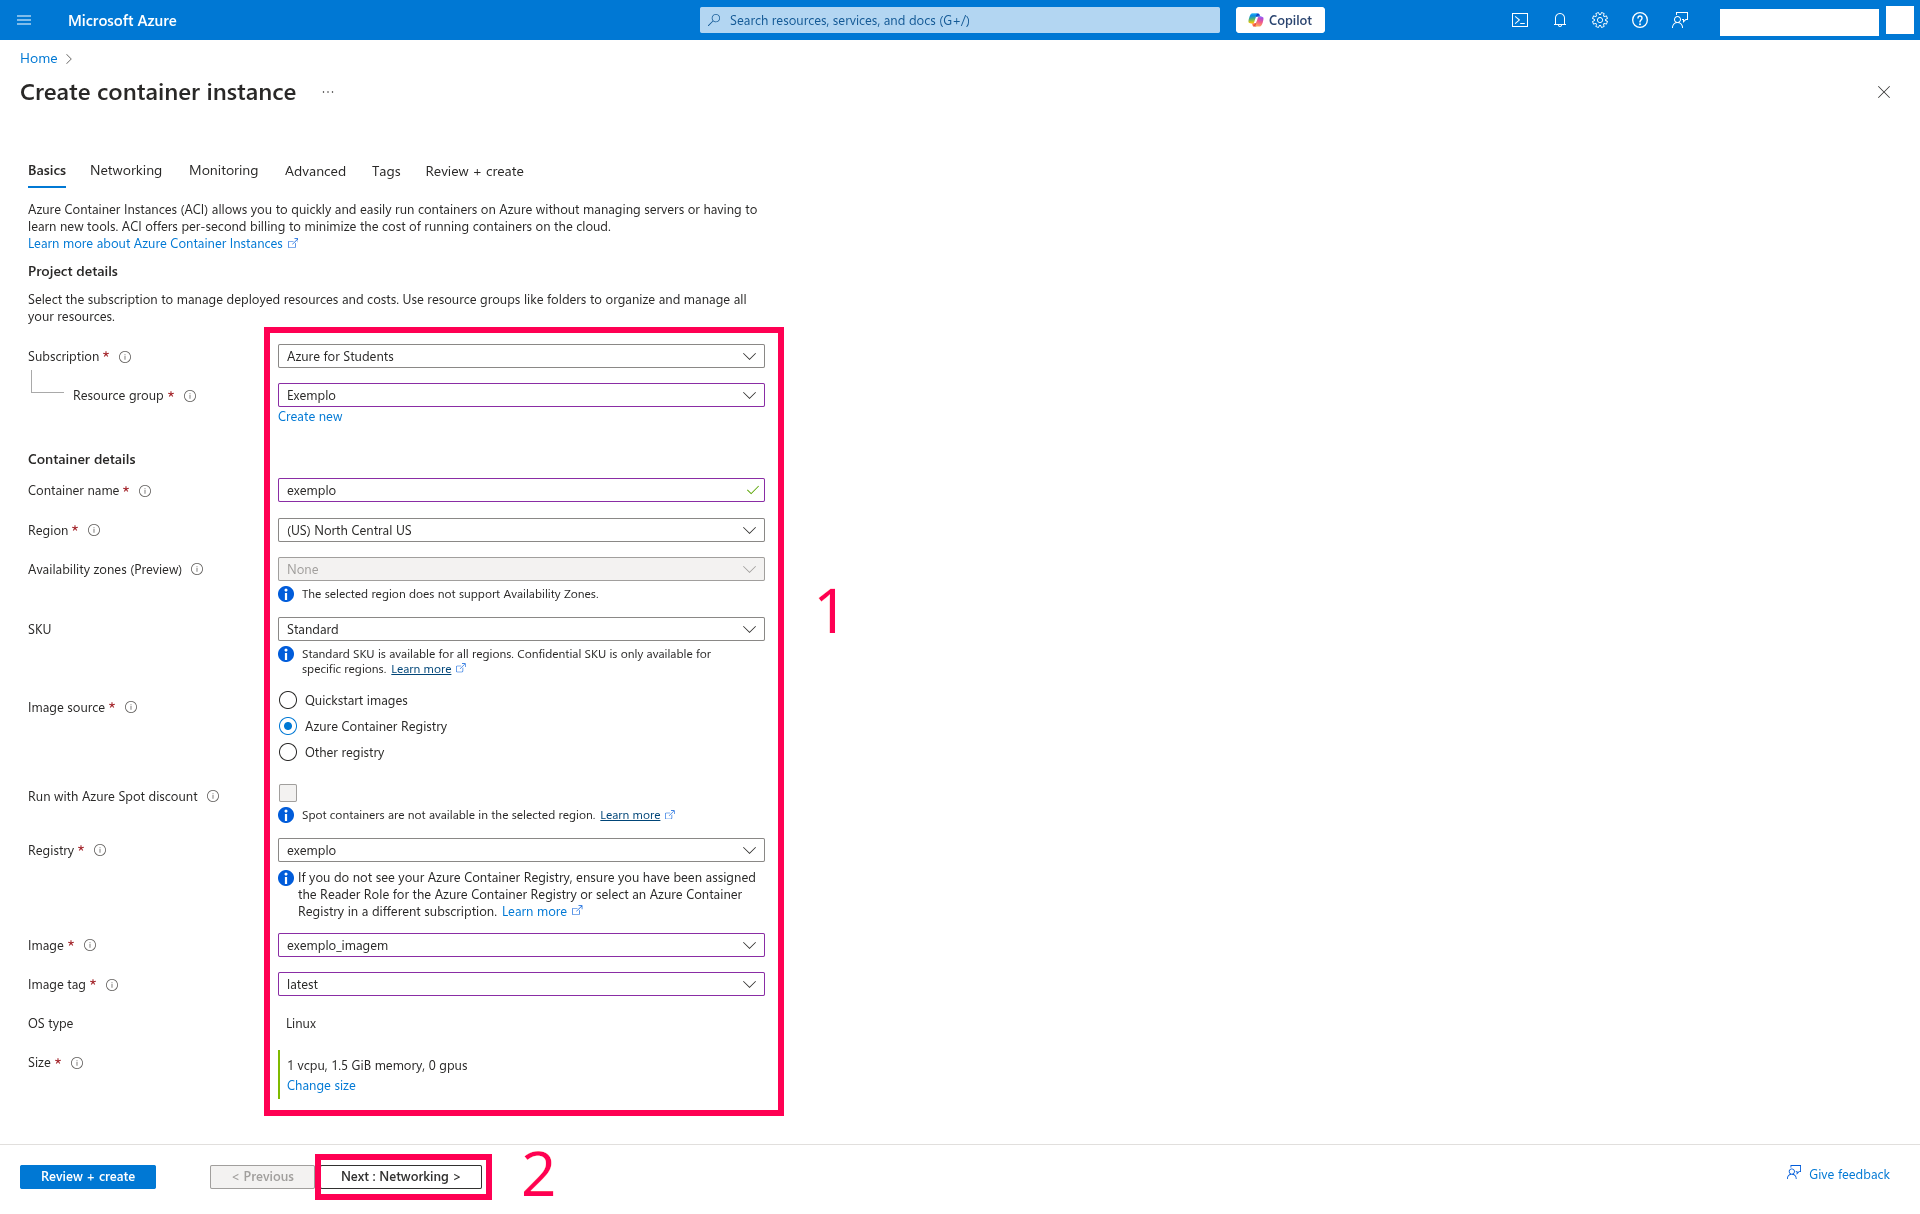 Microsoft Azure
Search resources, services, and docs (G+/)
Copilot
Home
Create container instance
Basics Networking Monitoring Advanced Tags Review + create
Azure Container Instances (ACI) allows you to quickly and easily run containers on Azure without managing servers or having to
learn new tools. ACI offers per-second billing to minimize the cost of running containers on the cloud.
Learn more about Azure Container Instances
Project details
Select the subscription to manage deployed resources and costs. Use resource groups like folders to organize and manage all
your resources.
Subscription * Azure for Students
Resource group * Exemplo
Create new
Container details
Container name * exemplo
Region * (US) North Central US
Availability zones (Preview) None
The selected region does not support Availability Zones.
1
SKU Standard
Standard SKU is available for all regions. Confidential SKU is only available for
specific regions. Learn more
Image source * Quickstart images
Azure Container Registry
Other registry
Run with Azure Spot discount
Spot containers are not available in the selected region. Learn more
Registry * exemplo
If you do not see your Azure Container Registry, ensure you have been assigned
the Reader Role for the Azure Container Registry or select an Azure Container
Registry in a different subscription. Learn more
Image * exemplo_imagem
Image tag * latest
OS type Linux
Size * 1 vcpu, 1.5 GiB memory, 0 gpus
Change size
Review + create < Previous Next : Networking > 2 Give feedback